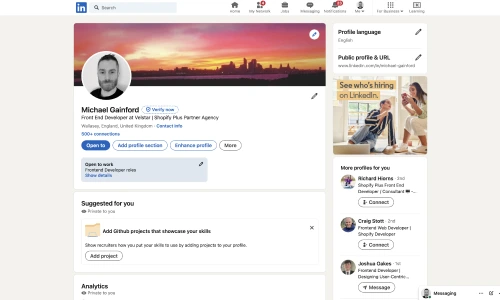 in
Search
Home
My Network
Jobs
Messaging
Notifications
Me
For Business
Learning
Michael Gainford
Verify now
Front End Developer at Velstar | Shopify Plus Partner Agency
Wallasey, England, United Kingdom · Contact info
500+ connections
Open to
Add profile section
Enhance profile
More
Open to work
Frontend Developer roles
Show details
Suggested for you
Private to you
Add Github projects that showcase your skills
Show recruiters how you put your skills to use by adding projects to your profile.
Add project
Analytics
Private to you
Profile language
English
Public profile & URL
www.linkedin.com/in/michael-gainford
See who's hiring
on LinkedIn.
More profiles for you
Richard Hiorns · 2nd
Shopify Plus Front End
Developer | Consultant
Connect
Craig Stott · 2nd
Frontend Web Developer |
Shopify Developer
Connect
Joshua Oakes · 1st
Frontend Developer |
Designing User-Centric...
Message
Messaging